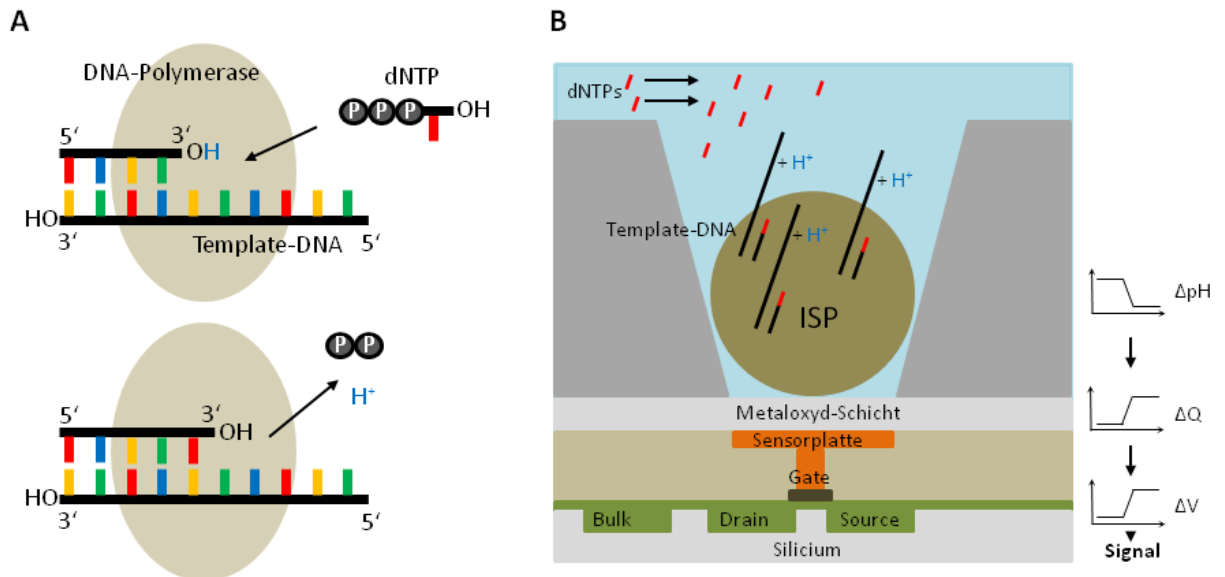 A
DNA-Polymerase
dNTP
P P P OH
5‘ 3‘
OH
HO
3‘ Template-DNA 5‘
P P
H⁺
5‘ 3‘
OH
HO
3‘ 5‘
B
dNTPs
+ H⁺
+ H⁺
Template-DNA
+ H⁺
ISP
Metaloxyd-Schicht
Sensorplatte
Gate
Bulk Drain Source
Silicium
ΔpH
ΔQ
ΔV
Signal